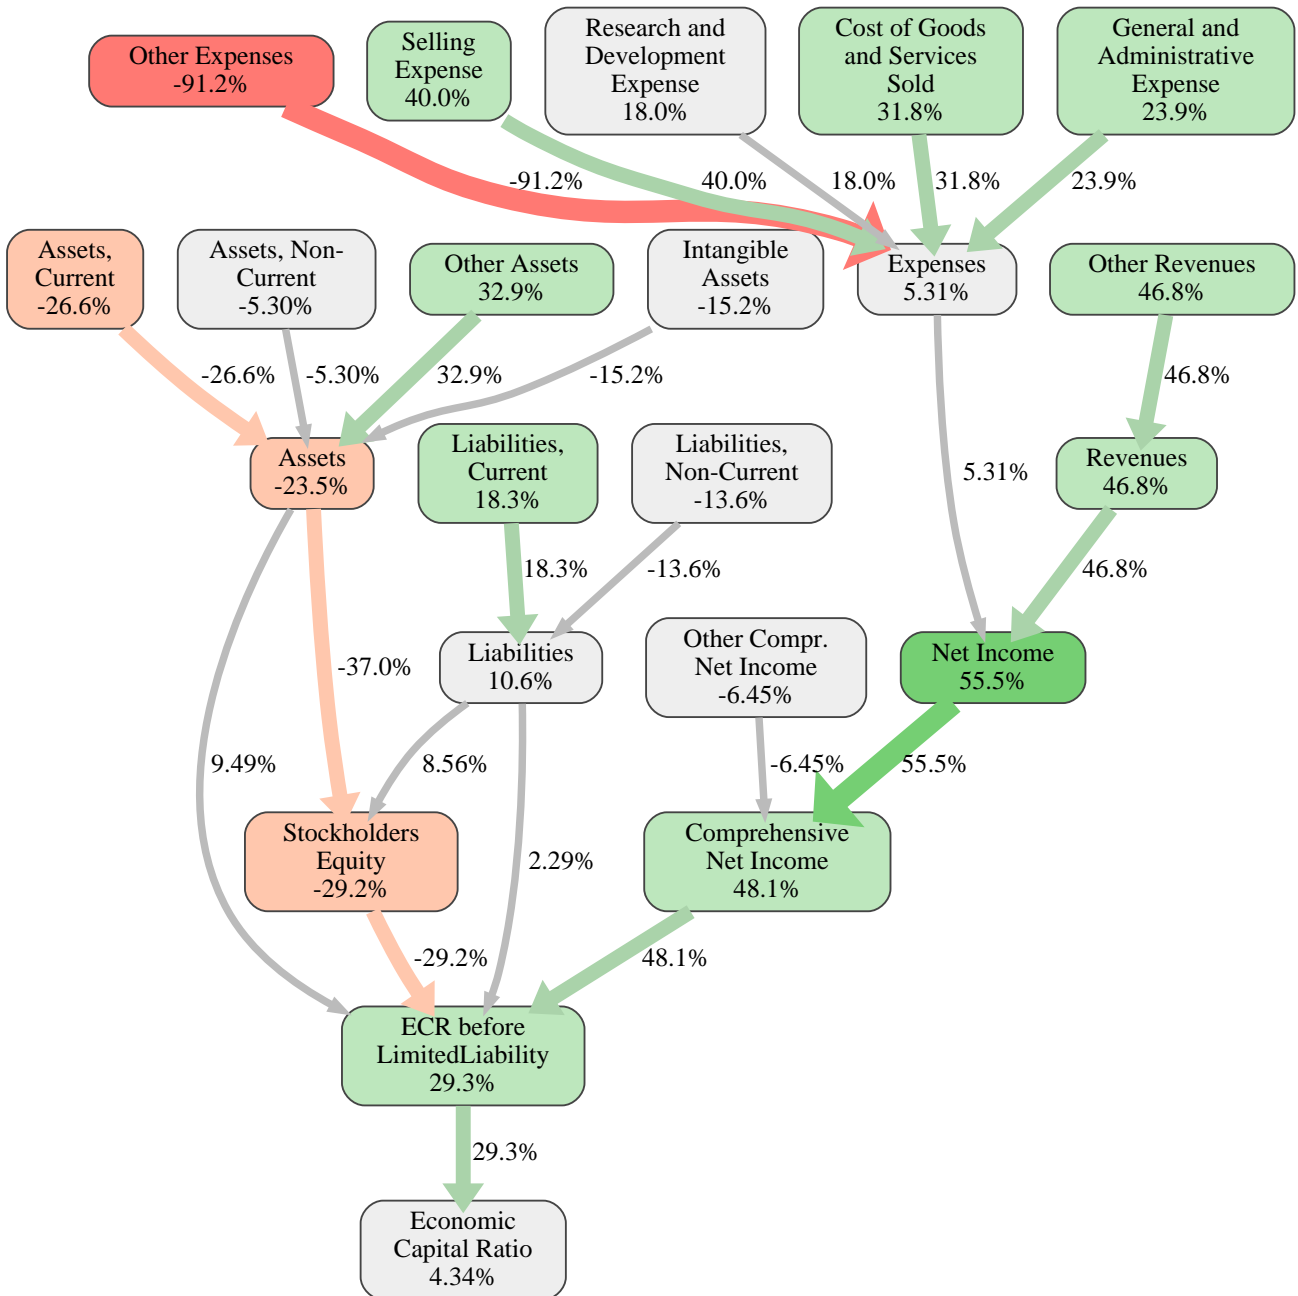 Other Expenses
-91.2%
Selling
Expense
40.0%
Research and
Development
Expense
18.0%
Cost of Goods
and Services
Sold
31.8%
General and
Administrative
Expense
23.9%
-91.2%
40.0%
18.0%
31.8%
23.9%
Assets,
Current
-26.6%
Assets, Non-
Current
-5.30%
Other Assets
32.9%
Intangible
Assets
-15.2%
Expenses
5.31%
Other Revenues
46.8%
-26.6%
-5.30%
32.9%
-15.2%
46.8%
Assets
-23.5%
Liabilities,
Current
18.3%
Liabilities,
Non-Current
-13.6%
5.31%
Revenues
46.8%
18.3%
-13.6%
46.8%
-37.0%
Liabilities
10.6%
Other Compr.
Net Income
-6.45%
Net Income
55.5%
9.49%
8.56%
-6.45%
55.5%
Stockholders
Equity
-29.2%
2.29%
Comprehensive
Net Income
48.1%
-29.2%
48.1%
ECR before
LimitedLiability
29.3%
29.3%
Economic
Capital Ratio
4.34%